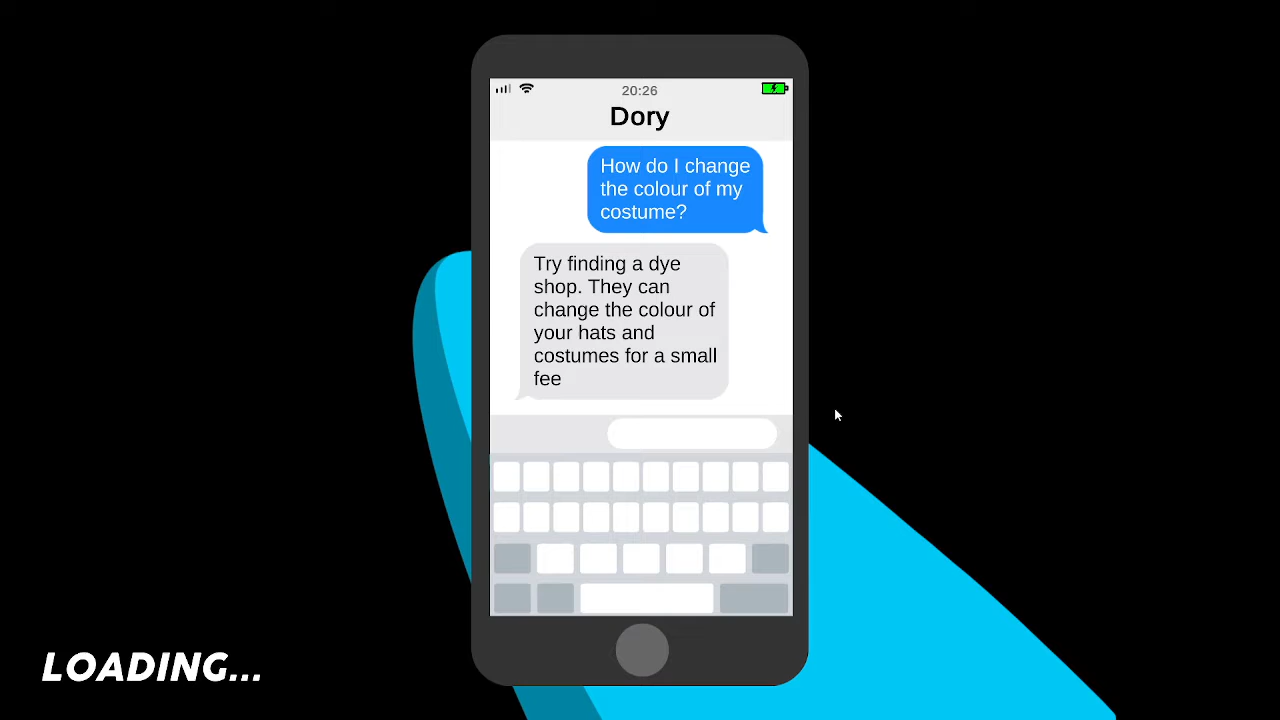 20:26
Dory
How do I change
the colour of my
costume?
Try finding a dye
shop. They can
change the colour of
your hats and
costumes for a small
fee
LOADING...